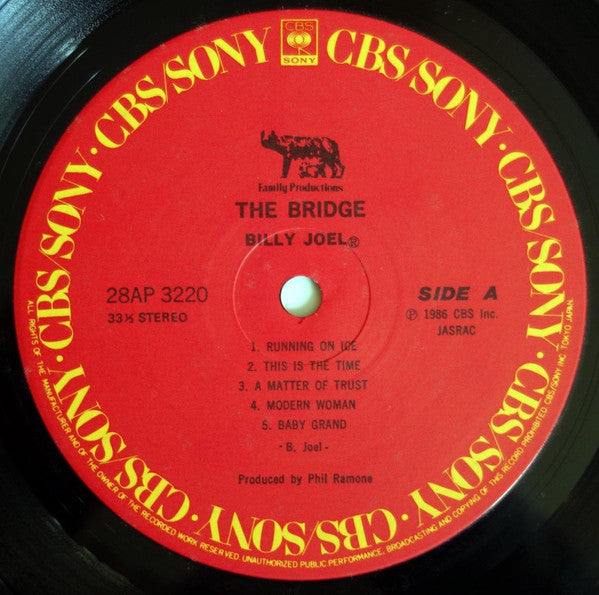 CBS
SONY
CBS/SONY · CBS/SONY · CBS/SONY · CBS/SONY · CBS/SONY · CBS/SONY · CBS/SONY · CBS/SONY
Family Productions
THE BRIDGE
BILLY JOEL®
28AP 3220
33⅓ STEREO
SIDE A
Ⓟ 1986 CBS Inc.
JASRAC
1. RUNNING ON ICE
2. THIS IS THE TIME
3. A MATTER OF TRUST
4. MODERN WOMAN
5. BABY GRAND
- B. Joel -
Produced by Phil Ramone
ALL RIGHTS OF THE MANUFACTURER AND OF THE OWNER OF THE RECORDED WORK RESERVED. UNAUTHORIZED PUBLIC PERFORMANCE, BROADCASTING AND COPYING OF THIS RECORD PROHIBITED. CBS/SONY INC. TOKYO JAPAN.